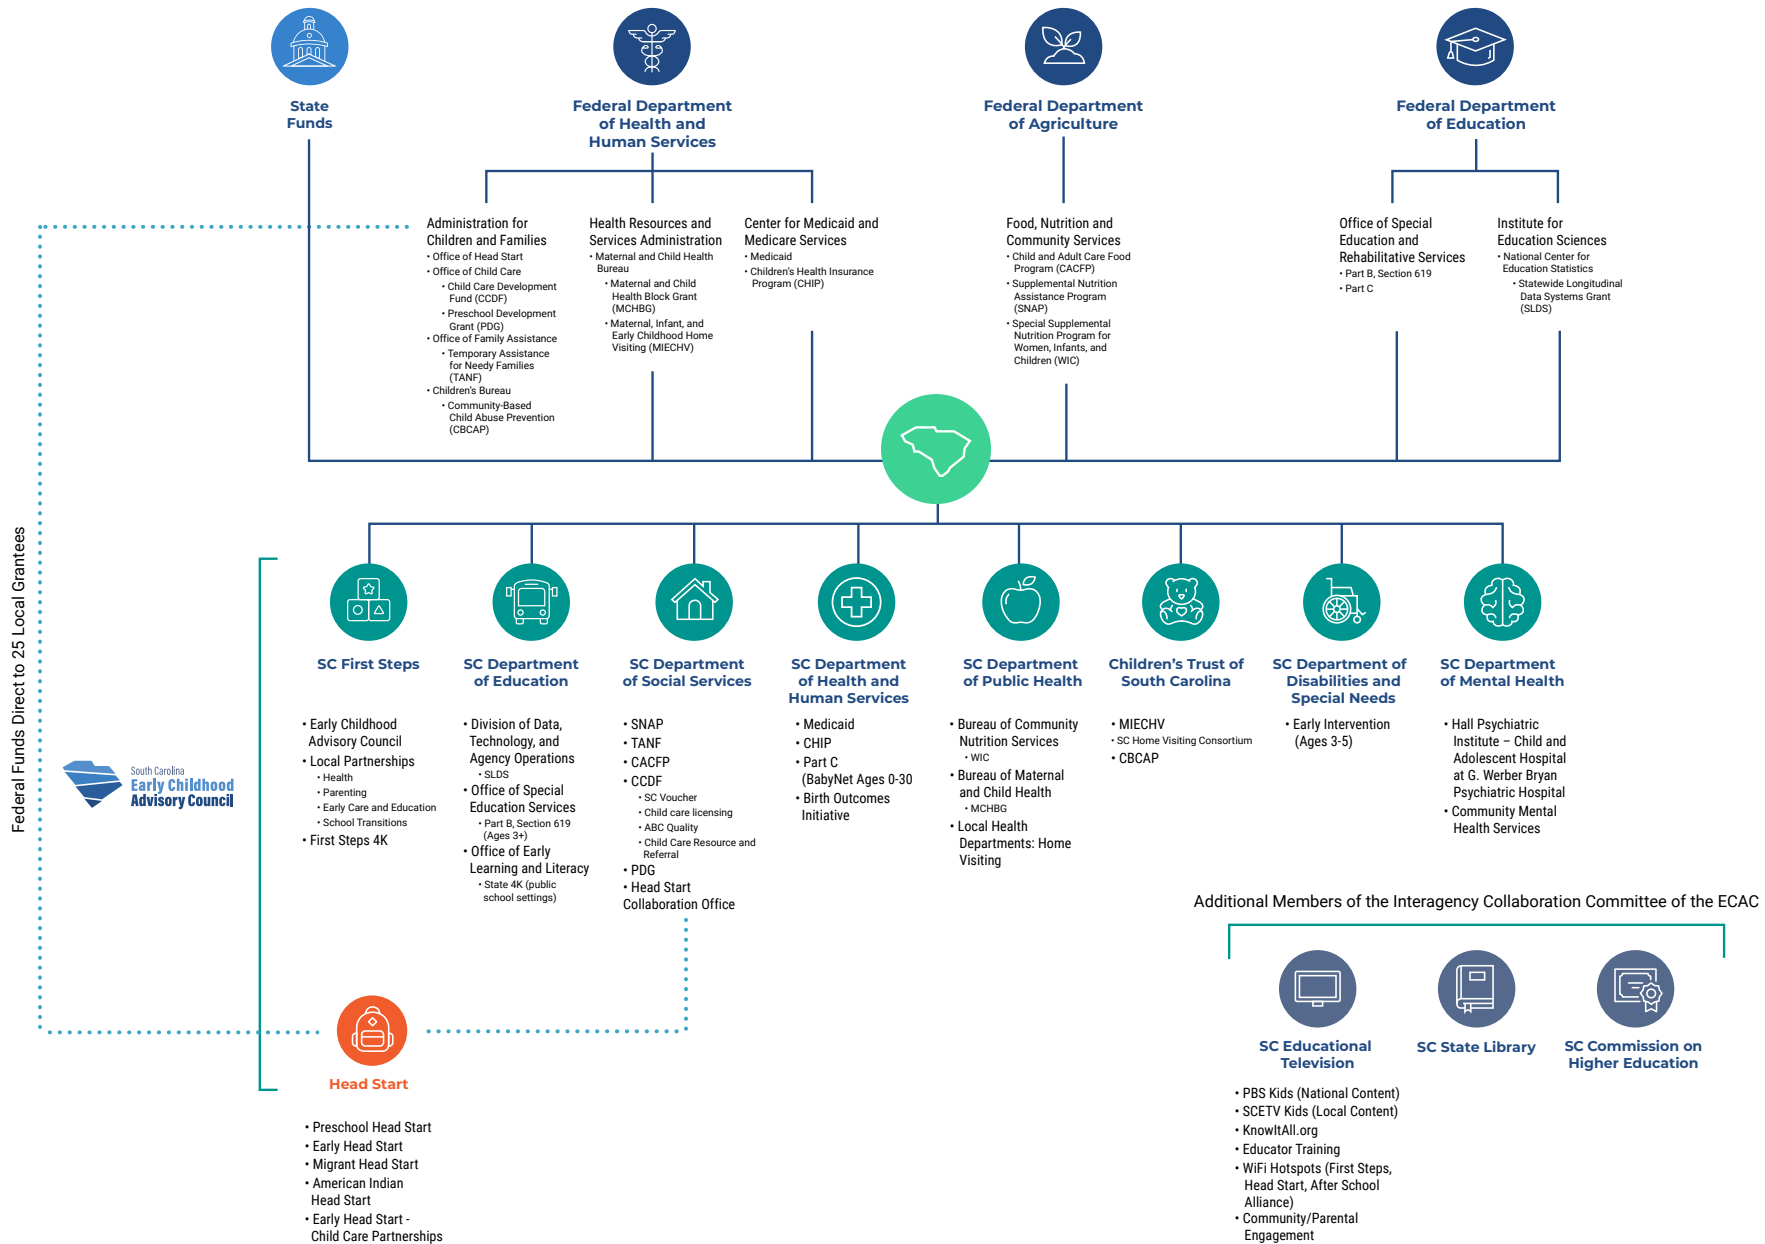 State
Funds
Federal Department
of Health and
Human Services
Federal Department
of Agriculture
Federal Department
of Education
Administration for
Children and Families
• Office of Head Start
• Office of Child Care
• Child Care Development
Fund (CCDF)
• Preschool Development
Grant (PDG)
• Office of Family Assistance
• Temporary Assistance
for Needy Families
(TANF)
• Children's Bureau
• Community-Based
Child Abuse Prevention
(CBCAP)
Health Resources and
Services Administration
• Maternal and Child Health
Bureau
• Maternal and Child
Health Block Grant
(MCHBG)
• Maternal, Infant, and
Early Childhood Home
Visiting (MIECHV)
Center for Medicaid and
Medicare Services
• Medicaid
• Children's Health Insurance
Program (CHIP)
Food, Nutrition and
Community Services
• Child and Adult Care Food
Program (CACFP)
• Supplemental Nutrition
Assistance Program
(SNAP)
• Special Supplemental
Nutrition Program for
Women, Infants, and
Children (WIC)
Office of Special
Education and
Rehabilitative Services
• Part B, Section 619
• Part C
Institute for
Education Sciences
• National Center for
Education Statistics
• Statewide Longitudinal
Data Systems Grant
(SLDS)
Federal Funds Direct to 25 Local Grantees
South Carolina
Early Childhood
Advisory Council
SC First Steps
• Early Childhood
Advisory Council
• Local Partnerships
• Health
• Parenting
• Early Care and Education
• School Transitions
• First Steps 4K
SC Department
of Education
• Division of Data,
Technology, and
Agency Operations
• SLDS
• Office of Special
Education Services
• Part B, Section 619
(Ages 3+)
• Office of Early
Learning and Literacy
• State 4K (public
school settings)
SC Department
of Social Services
• SNAP
• TANF
• CACFP
• CCDF
• SC Voucher
• Child care licensing
• ABC Quality
• Child Care Resource and
Referral
• PDG
• Head Start
Collaboration Office
SC Department
of Health and
Human Services
• Medicaid
• CHIP
• Part C
(BabyNet Ages 0-30
• Birth Outcomes
Initiative
SC Department
of Public Health
• Bureau of Community
Nutrition Services
• WIC
• Bureau of Maternal
and Child Health
• MCHBG
• Local Health
Departments: Home
Visiting
Children's Trust of
South Carolina
• MIECHV
• SC Home Visiting Consortium
• CBCAP
SC Department of
Disabilities and
Special Needs
• Early Intervention
(Ages 3-5)
SC Department
of Mental Health
• Hall Psychiatric
Institute – Child and
Adolescent Hospital
at G. Werber Bryan
Psychiatric Hospital
• Community Mental
Health Services
Head Start
• Preschool Head Start
• Early Head Start
• Migrant Head Start
• American Indian
Head Start
• Early Head Start -
Child Care Partnerships
Additional Members of the Interagency Collaboration Committee of the ECAC
SC Educational
Television
• PBS Kids (National Content)
• SCETV Kids (Local Content)
• KnowItAll.org
• Educator Training
• WiFi Hotspots (First Steps,
Head Start, After School
Alliance)
• Community/Parental
Engagement
SC State Library
SC Commission on
Higher Education